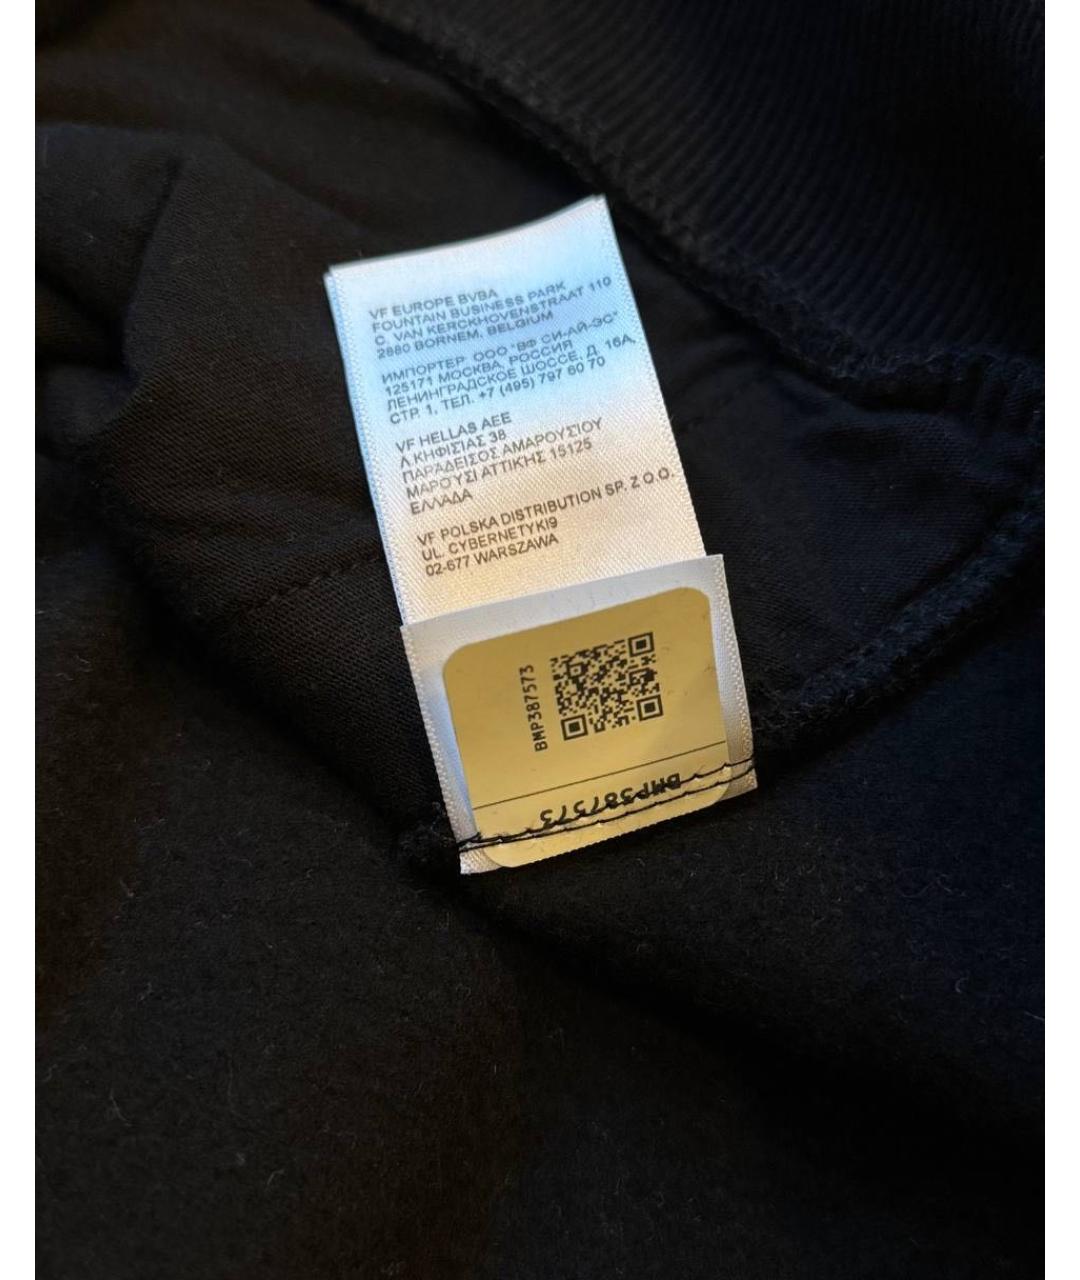 VF EUROPE BVBA
FOUNTAIN BUSINESS PARK
C. VAN KERCKHOVENSTRAAT 110
2880 BORNEM, BELGIUM
ИМПОРТЕР: ООО "ВФ СИ-АЙ-ЭС"
125171 МОСКВА, РОССИЯ
ЛЕНИНГРАДСКОЕ ШОССЕ, Д. 16А,
СТР. 1, ТЕЛ. +7 (495) 797 60 70
VF HELLAS AEE
Λ.ΚΗΦΙΣΙΑΣ 38
ΠΑΡΑΔΕΙΣΟΣ ΑΜΑΡΟΥΣΙΟΥ
ΜΑΡΟΥΣΙ ΑΤΤΙΚΗΣ 15125
ΕΛΛΑΔΑ
VF POLSKA DISTRIBUTION SP. Z O.O.
UL. CYBERNETYKI9
02-677 WARSZAWA
BMP387573
BMP387573